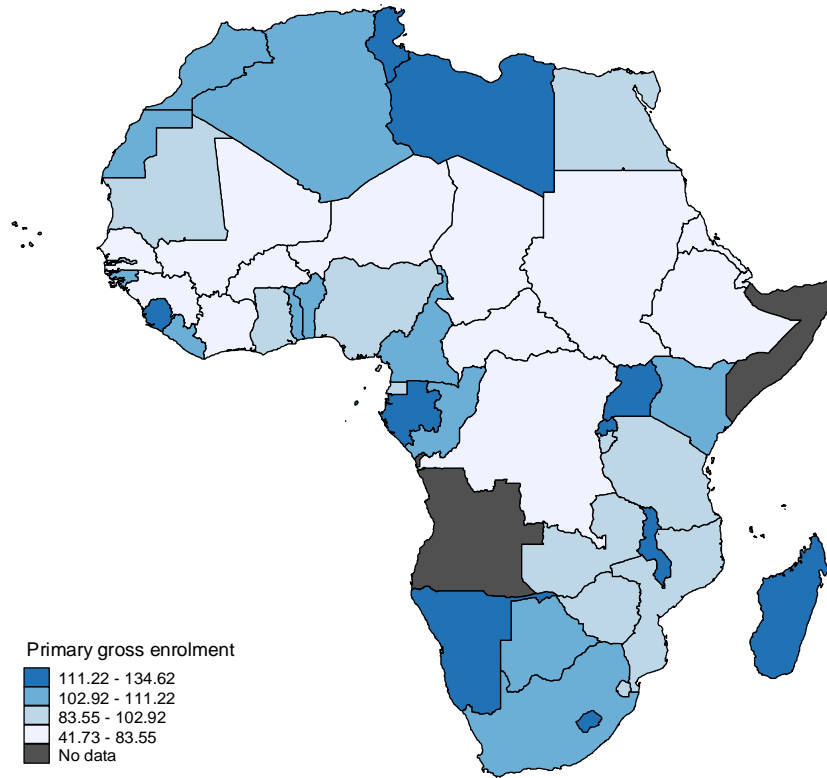 Primary gross enrolment
111.22 - 134.62
102.92 - 111.22
83.55 - 102.92
41.73 - 83.55
No data